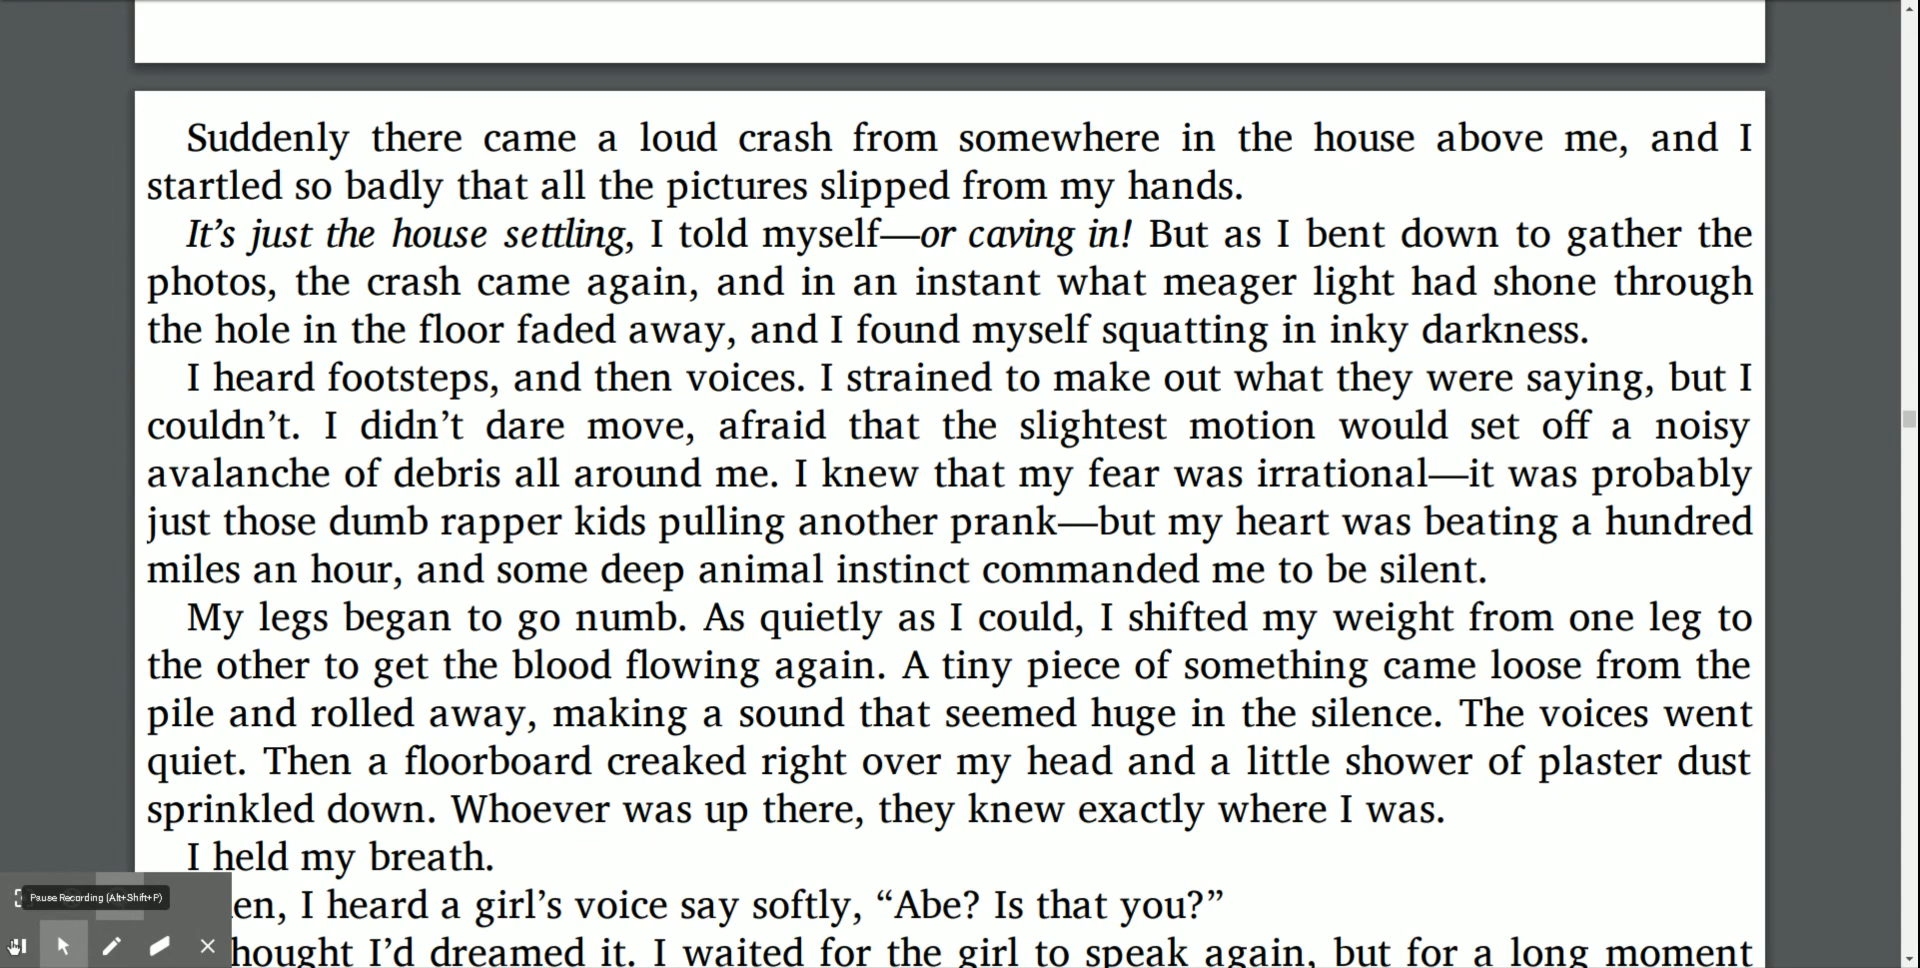 Suddenly there came a loud crash from somewhere in the house above me, and I
startled so badly that all the pictures slipped from my hands.
It’s just the house settling, I told myself—or caving in! But as I bent down to gather the
photos, the crash came again, and in an instant what meager light had shone through
the hole in the floor faded away, and I found myself squatting in inky darkness.
I heard footsteps, and then voices. I strained to make out what they were saying, but I
couldn’t. I didn’t dare move, afraid that the slightest motion would set off a noisy
avalanche of debris all around me. I knew that my fear was irrational—it was probably
just those dumb rapper kids pulling another prank—but my heart was beating a hundred
miles an hour, and some deep animal instinct commanded me to be silent.
My legs began to go numb. As quietly as I could, I shifted my weight from one leg to
the other to get the blood flowing again. A tiny piece of something came loose from the
pile and rolled away, making a sound that seemed huge in the silence. The voices went
quiet. Then a floorboard creaked right over my head and a little shower of plaster dust
sprinkled down. Whoever was up there, they knew exactly where I was.
I held my breath.
Pause Recording (Alt+Shift+P)
en, I heard a girl’s voice say softly, “Abe? Is that you?”
hought I’d dreamed it. I waited for the girl to speak again, but for a long moment